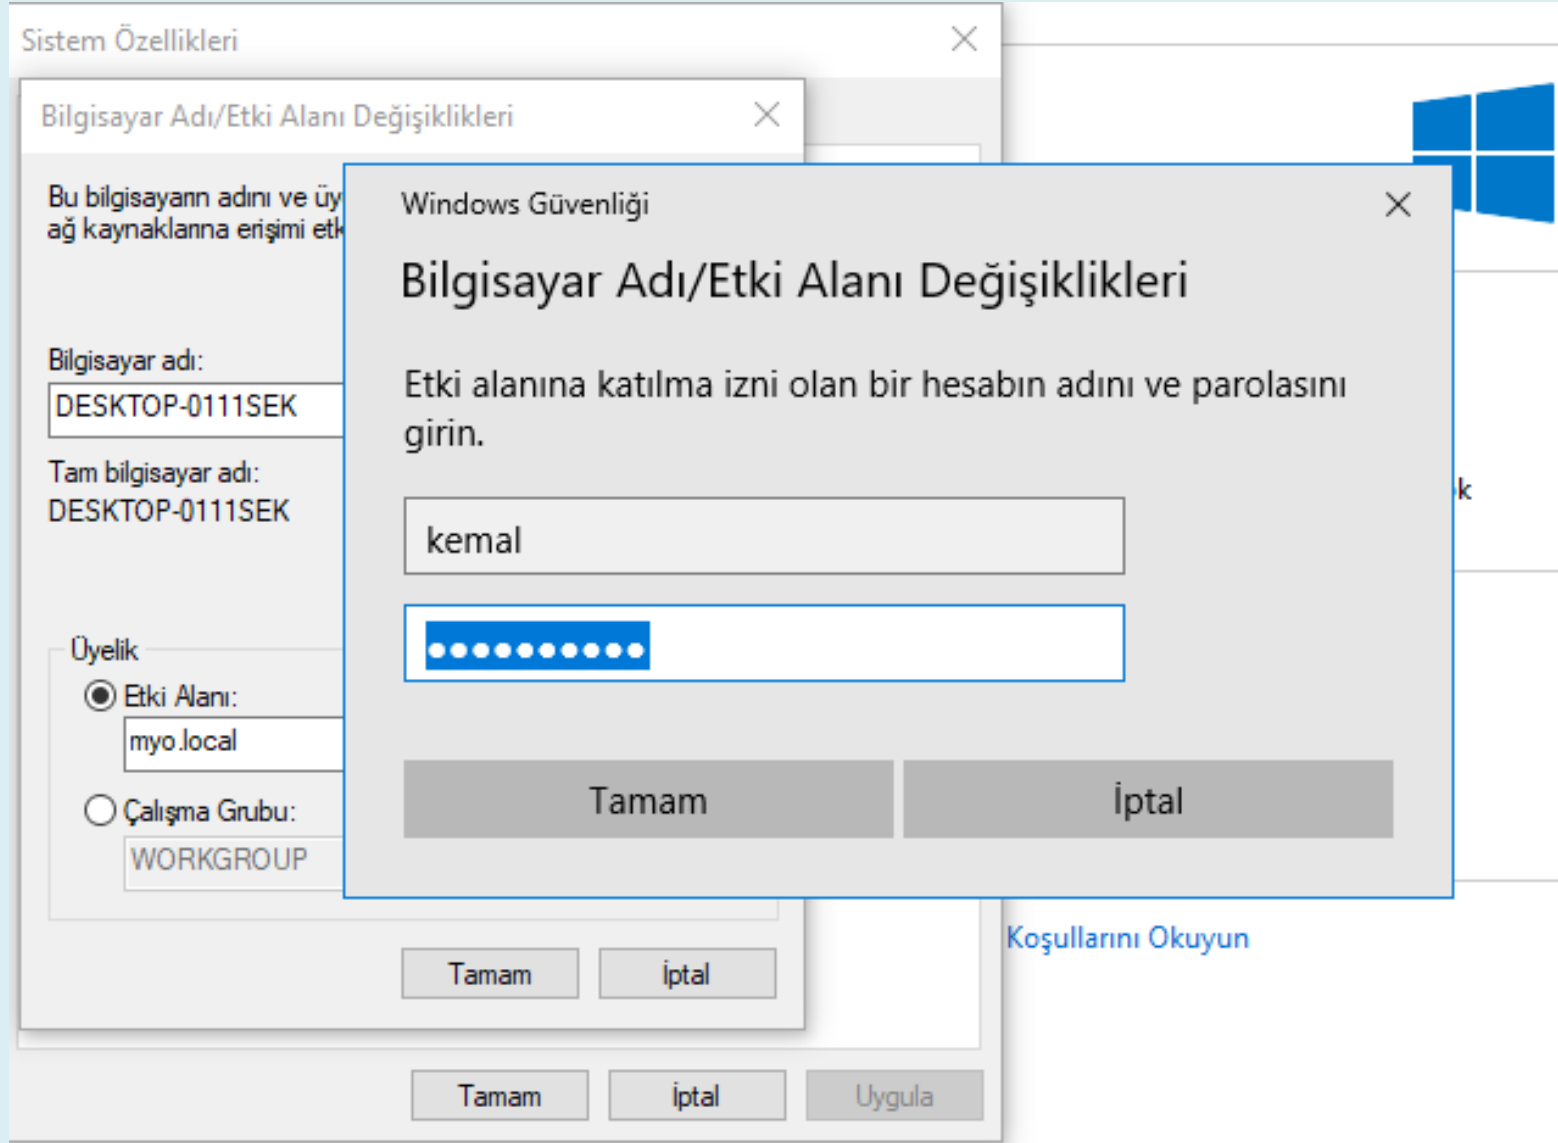 Sistem Özellikleri
Bilgisayar Adı/Etki Alanı Değişiklikleri
Bu bilgisayarın adını ve
ağ kaynaklarına erişimi
Bilgisayar adı:
DESKTOP-0111SEK
Tam bilgisayar adı:
DESKTOP-0111SEK
Üyelik
Etki Alanı:
myo.local
Çalışma Grubu:
WORKGROUP
Tamam İptal
Tamam İptal Uygula
Windows Güvenliği
Bilgisayar Adı/Etki Alanı Değişiklikleri
Etki alanına katılma izni olan bir hesabın adını ve parolasını
girin.
kemal
Tamam İptal
Koşullarını Okuyun